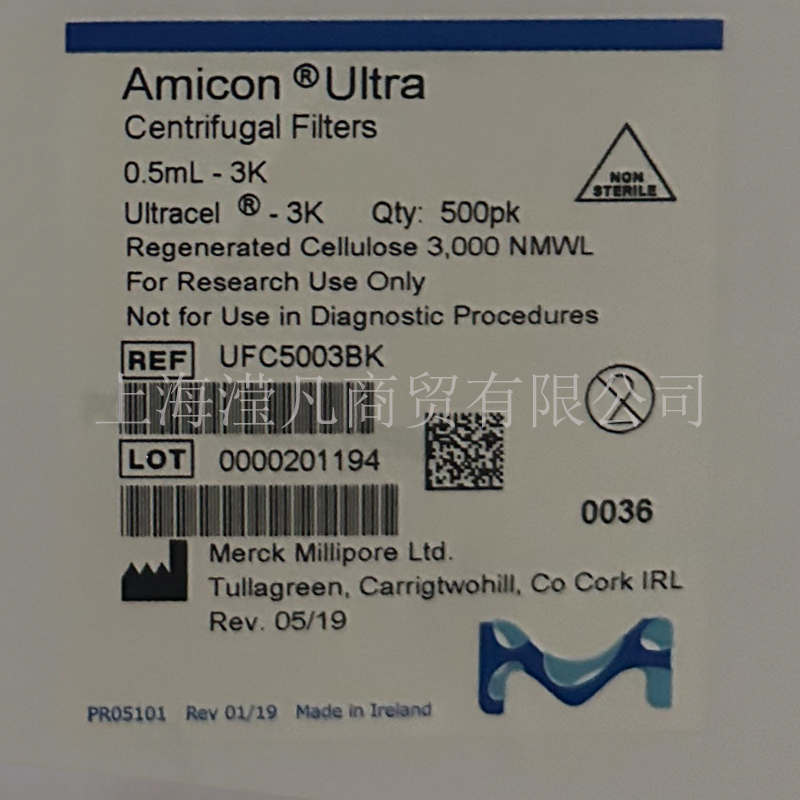 Amicon ® Ultra
Centrifugal Filters
0.5mL - 3K
NON
STERILE
Ultracel ® - 3K Qty: 500pk
Regenerated Cellulose 3,000 NMWL
For Research Use Only
Not for Use in Diagnostic Procedures
REF UFC5003BK
上海滢凡商贸有限公司
2
LOT 0000201194
0036
Merck Millipore Ltd.
Tullagreen, Carrigtwohill, Co Cork IRL
Rev. 05/19
PR05101 Rev 01/19 Made in Ireland